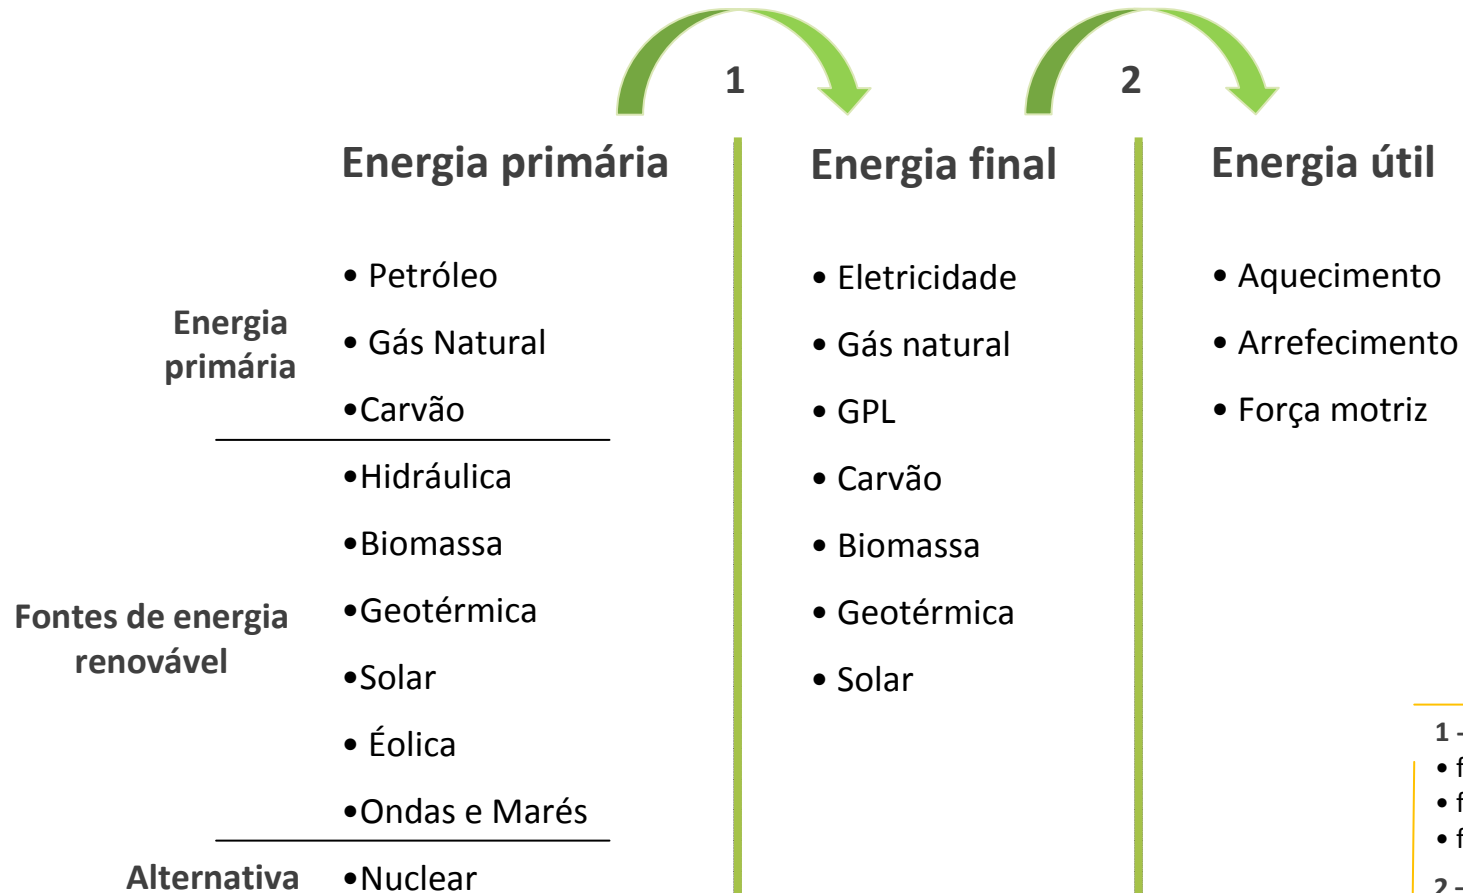 1
2
Energia primária
Energia final
Energia útil
Energia
primária
• Petróleo
• Gás Natural
•Carvão
Fontes de energia
renovável
•Hidráulica
•Biomassa
•Geotérmica
•Solar
• Éolica
•Ondas e Marés
Alternativa
•Nuclear
• Eletricidade
• Gás natural
• GPL
• Carvão
• Biomassa
• Geotérmica
• Solar
• Aquecimento
• Arrefecimento
• Força motriz
1 -
• f
• f
• f
2 -